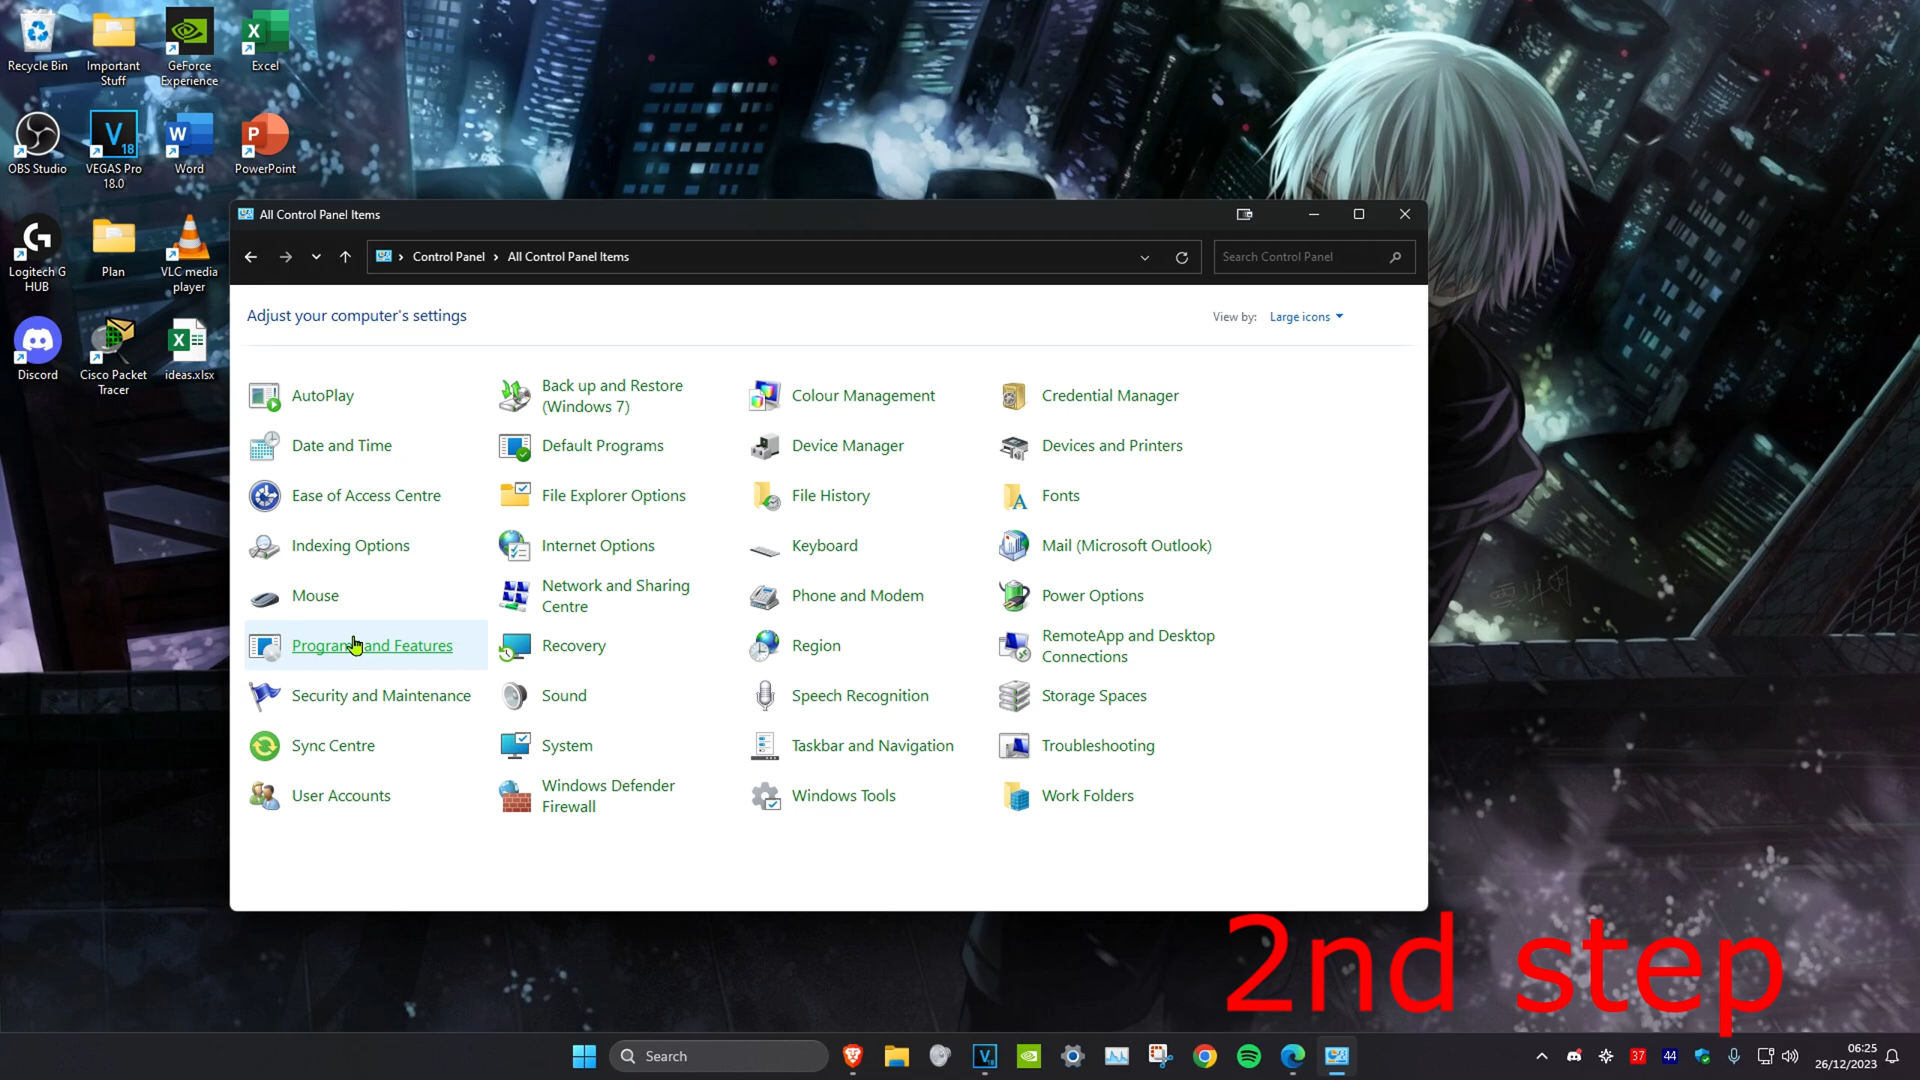 Recycle Bin
Important
Stuff
GeForce
Experience
Excel
OBS Studio
VEGAS Pro
18.0
Word
PowerPoint
Logitech G
HUB
Plan
VLC media
player
Discord
Cisco Packet
Tracer
ideas.xlsx
All Control Panel Items
Control Panel
All Control Panel Items
Search Control Panel
Adjust your computer's settings
View by:
Large icons
AutoPlay
Back up and Restore
(Windows 7)
Colour Management
Credential Manager
Date and Time
Default Programs
Device Manager
Devices and Printers
Ease of Access Centre
File Explorer Options
File History
Fonts
Indexing Options
Internet Options
Keyboard
Mail (Microsoft Outlook)
Mouse
Network and Sharing
Centre
Phone and Modem
Power Options
Programs and Features
Recovery
Region
RemoteApp and Desktop
Connections
Security and Maintenance
Sound
Speech Recognition
Storage Spaces
Sync Centre
System
Taskbar and Navigation
Troubleshooting
User Accounts
Windows Defender
Firewall
Windows Tools
Work Folders
2nd step
Search
37
44
06:25
26/12/2023